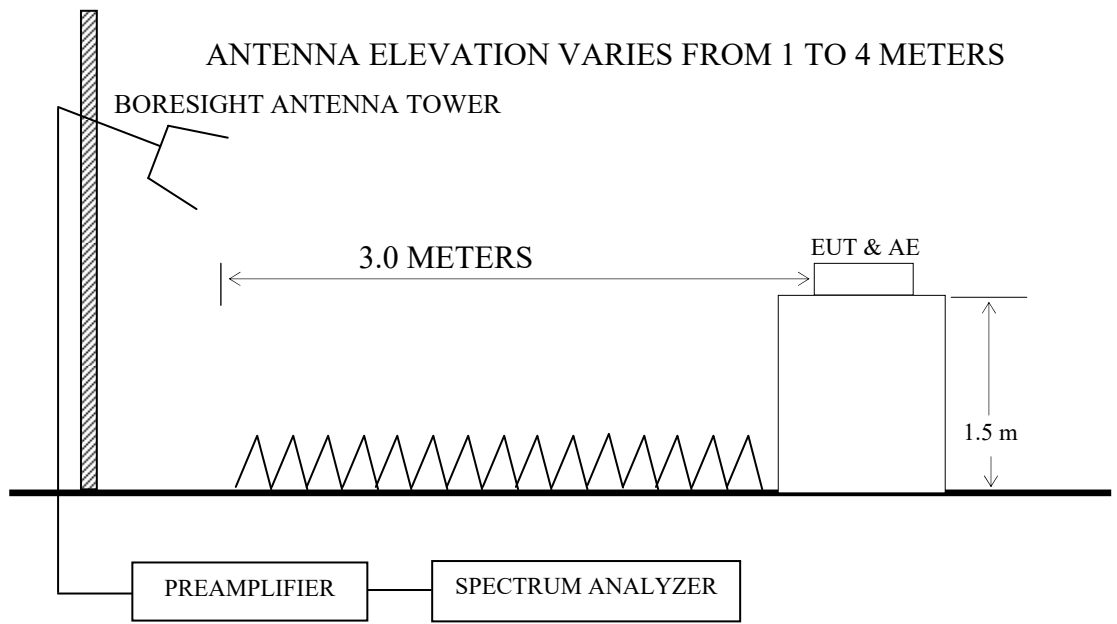 ANTENNA ELEVATION VARIES FROM 1 TO 4 METERS
BORESIGHT ANTENNA TOWER
3.0 METERS
EUT & AE
1.5 m
PREAMPLIFIER
SPECTRUM ANALYZER